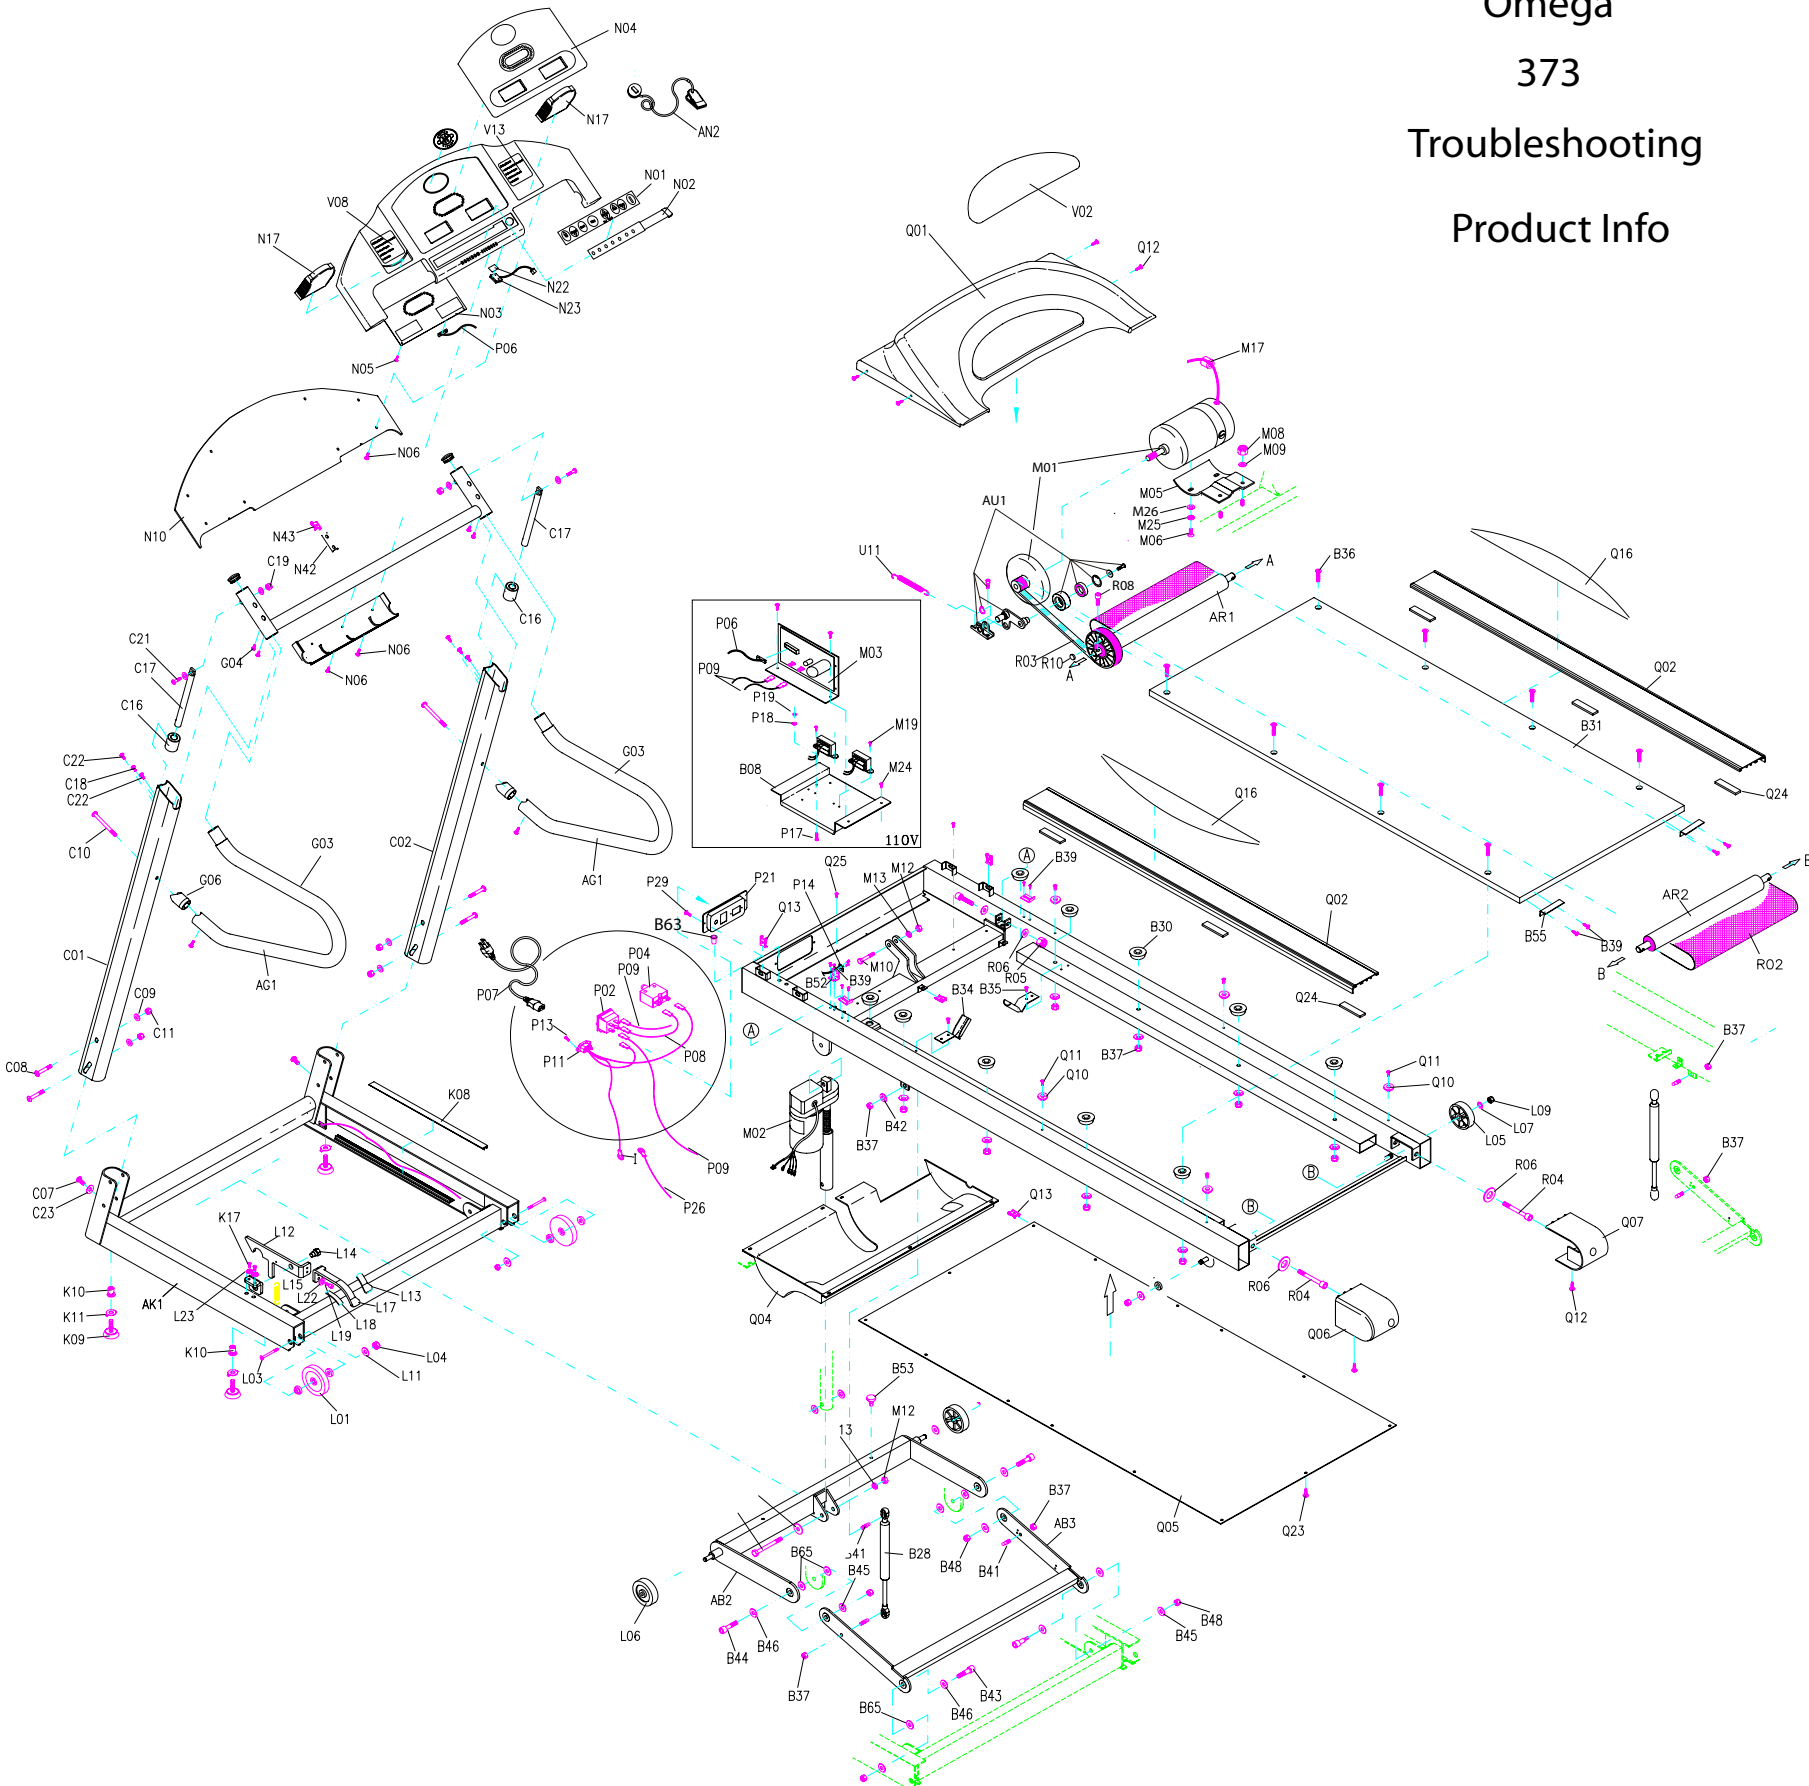 Omega
373
Troubleshooting
Product Info
N04
N17
AN2
V13
N01
N02
V08
N17
N22
N23
N03
P06
N05
V02
Q01
Q12
M17
M08
M09
M01
M05
M26
M25
M06
AU1
U11
R08
A
AR1
R03
R10
A
B36
Q16
Q02
B31
Q24
N10
N06
N43
N42
C19
C17
C16
C21
C17
C16
G04
N06
N06
C22
C18
C22
C10
G03
G03
C02
G06
AG1
AG1
C01
C09
C11
C08
P06
P09
M03
P19
P18
M19
B08
M24
P17
110V
Q16
Q02
Q24
B
AR2
B55
B39
R02
B
B37
Q25
P29
P21
P14
M13
M12
A
B39
Q13
B63
B52
B39
M10
R06
R05
B30
B35
B34
A
B37
P04
P09
P02
P07
P13
P11
P08
P09
P26
M02
B37
B42
Q11
Q10
Q11
Q10
L09
L05
L07
B
B
R06
R04
Q07
Q12
B37
R06
R04
Q06
K08
C07
C23
K17
L12
L14
L15
L22
L13
L17
L18
L19
L23
K10
K11
K09
AK1
K10
L03
L04
L11
L01
Q04
Q13
Q05
Q23
B53
M12
13
B37
AB3
B41
B48
B41
B28
B65
B45
AB2
L06
B44
B46
B37
B65
B46
B43
B45
B48